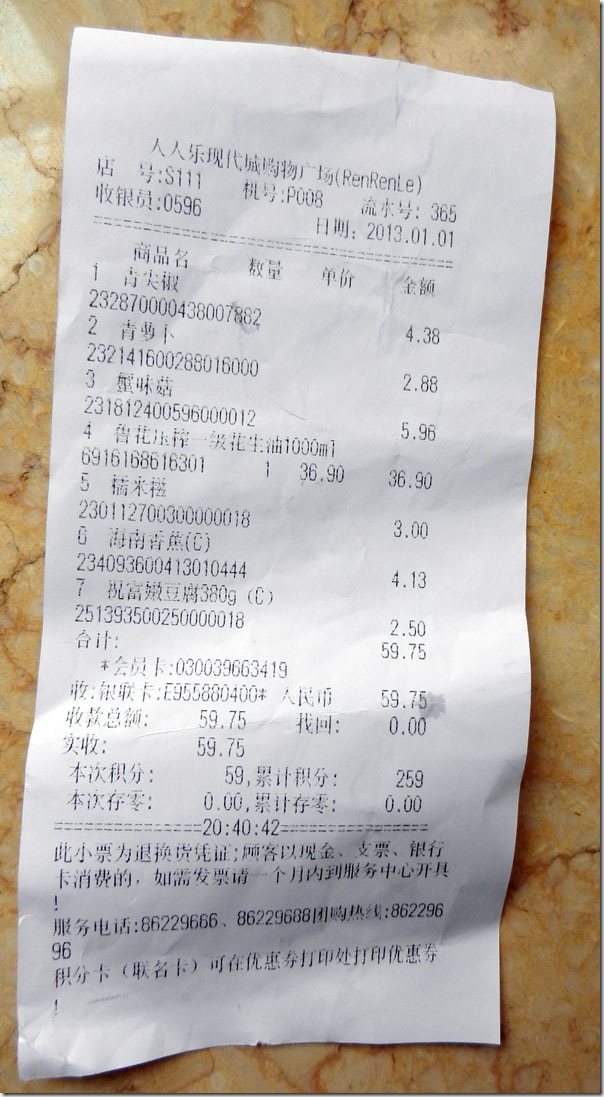 人人乐现代城购物广场(RenRenLe)
店 号:S111 机号:P008 流水号: 365
收银员:0596 日期: 2013.01.01
商品名 数量 单价 金额
1 青尖椒
232870000438007882 4.38
2 青萝卜
232141600288016000 2.88
3 蟹味菇
231812400596000012 5.96
4 鲁花压榨一级花生油1000ml
6916168616301 1 36.90 36.90
5 糯米糍
230112700300000018 3.00
6 海南香蕉(C)
234093600413010444 4.13
7 祝富嫩豆腐380g (C)
251393500250000018 2.50
合计: 59.75
*会员卡:030039663419
收:银联卡:E955880400* 人民币 59.75
收款总额: 59.75 找回: 0.00
实收: 59.75
本次积分: 59,累计积分: 259
本次存零: 0.00,累计存零: 0.00
==========20:40:42==========
此小票为退换货凭证;顾客以现金、支票、银行
卡消费的，如需发票请一个月内到服务中心开具
!
服务电话:86229666、86229688团购热线:862296
96
积分卡（联名卡）可在优惠券打印处打印优惠券
!